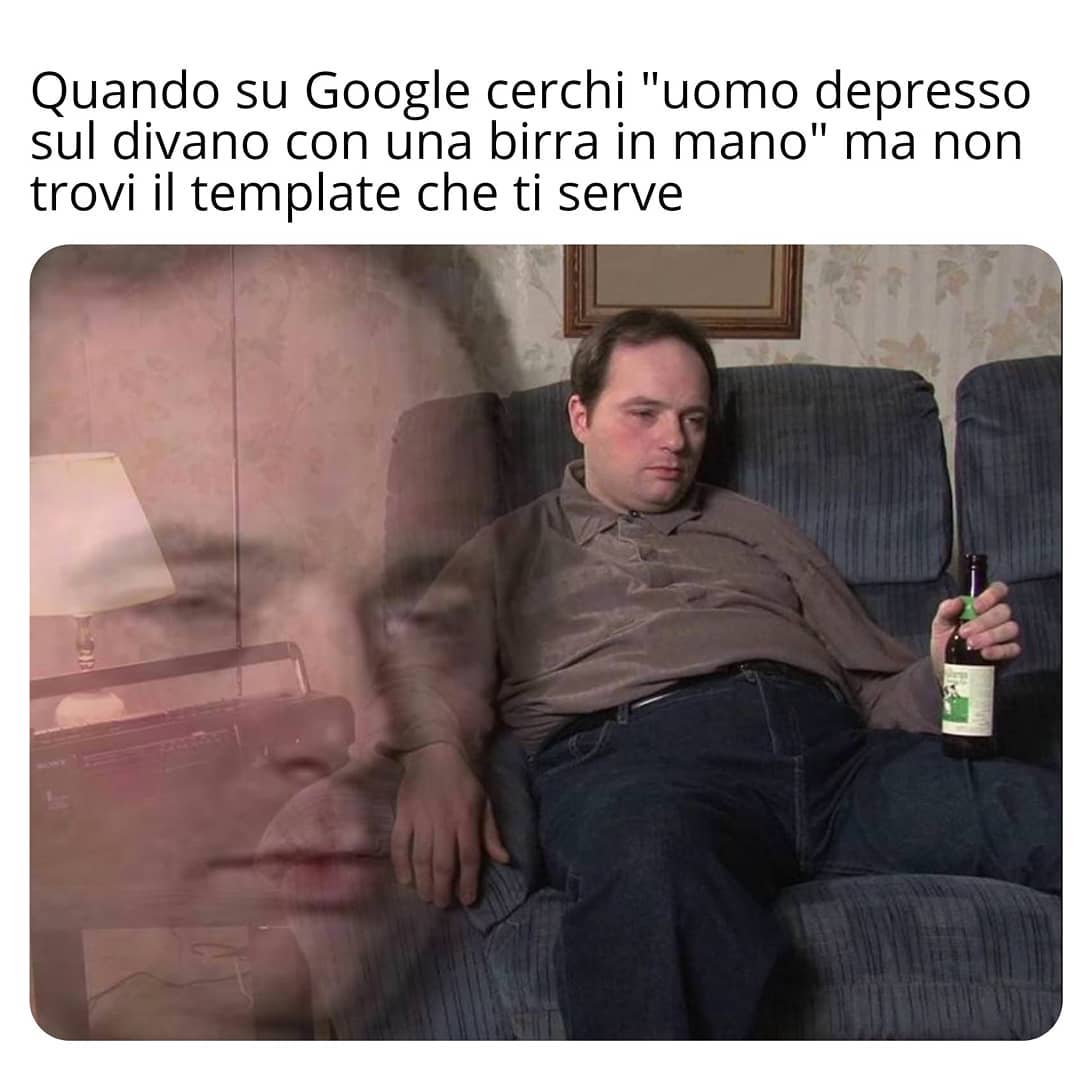 Quando su Google cerchi "uomo depresso
sul divano con una birra in mano" ma non
trovi il template che ti serve